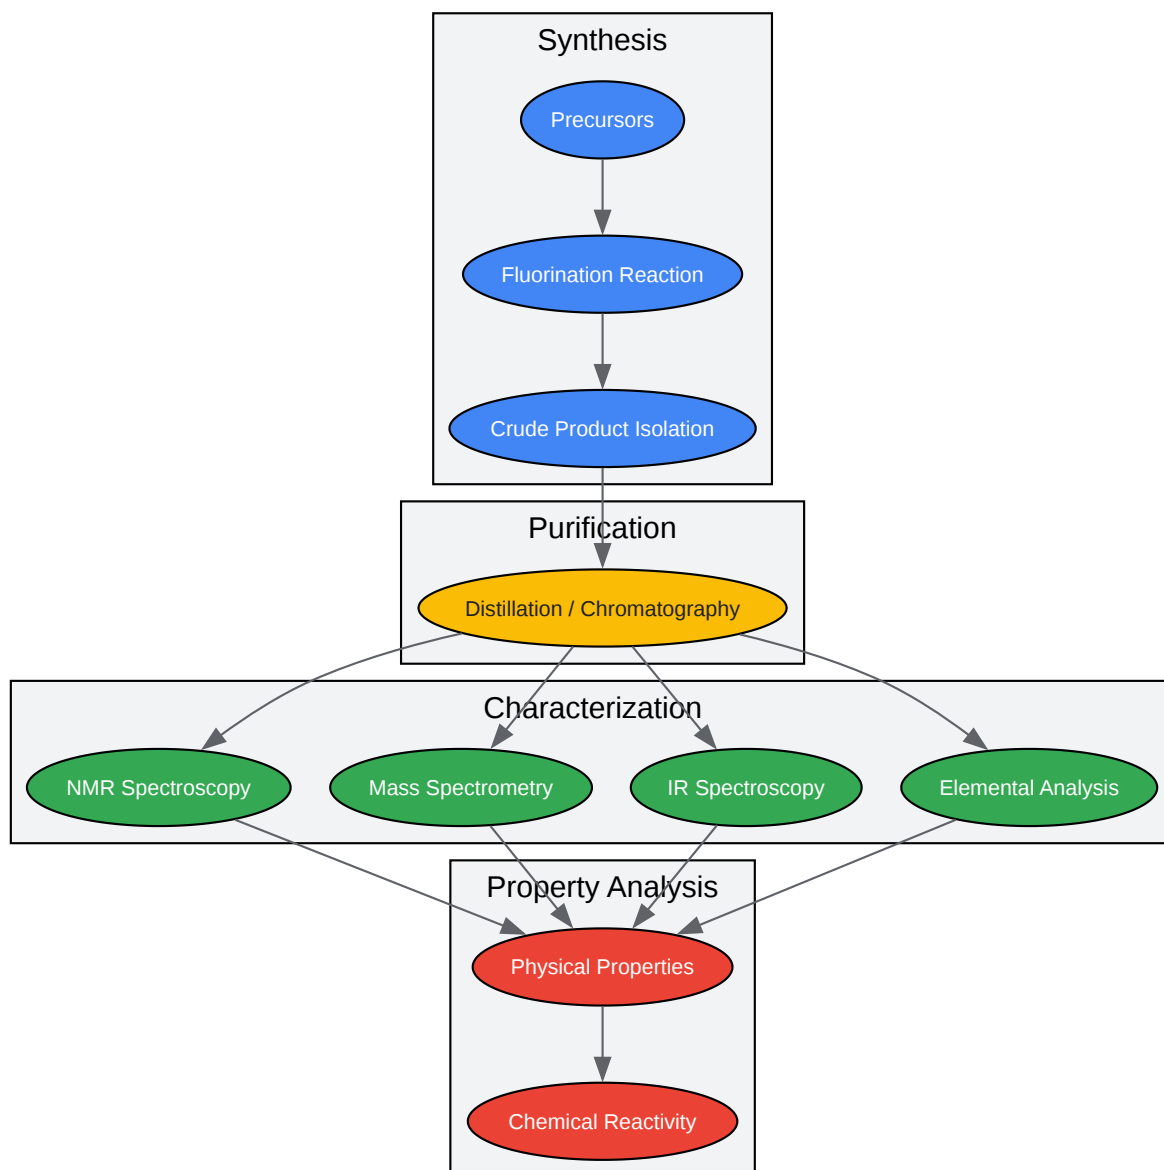 Synthesis
Precursors
Fluorination Reaction
Crude Product Isolation
Purification
Distillation / Chromatography
Characterization
NMR Spectroscopy
Mass Spectrometry
IR Spectroscopy
Elemental Analysis
Property Analysis
Physical Properties
Chemical Reactivity